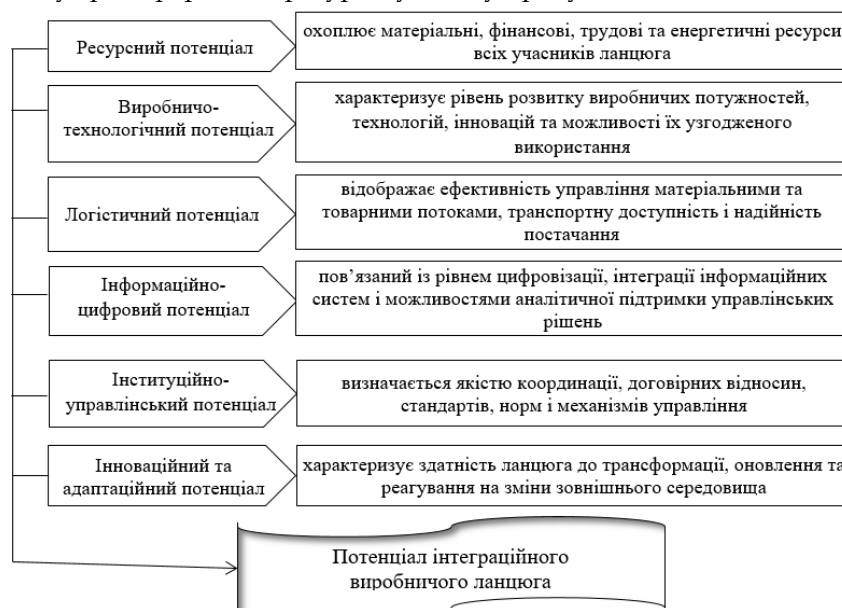 Ресурсний потенціал
охоплює матеріальні, фінансові, трудові та енергетичні ресурси
всіх учасників ланцюга
Виробничо-
технологічний потенціал
характеризує рівень розвитку виробничих потужностей,
технологій, інновацій та можливості їх узгодженого
використання
Логістичний потенціал
відображає ефективність управління матеріальними та
товарними потоками, транспортну доступність і надійність
постачання
Інформаційно-
цифровий потенціал
пов’язаний із рівнем цифровізації, інтеграції інформаційних
систем і можливостями аналітичної підтримки управлінських
рішень
Інституційно-
управлінський потенціал
визначається якістю координації, договірних відносин,
стандартів, норм і механізмів управління
Інноваційний та
адаптаційний потенціал
характеризує здатність ланцюга до трансформації, оновлення та
реагування на зміни зовнішнього середовища
Потенціал інтеграційного
виробничого ланцюга